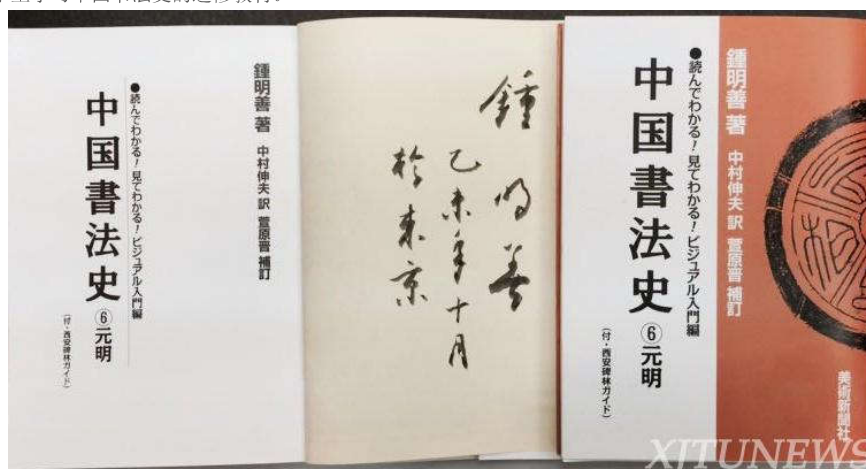 鍾明善 著 中村伸夫 訳 菅原晋 補訂
●読んでわかる！見てわかる！ビジュアル入門編
中国書法史⑥元明
（付・西安碑林ガイド）
鍾明善
乙未年十月
於東京
鍾明善 著 中村伸夫 訳 菅原晋 補訂
●読んでわかる！見てわかる！ビジュアル入門編
中国書法史⑥元明
（付・西安碑林ガイド）
美術新聞社
XITUNEWS